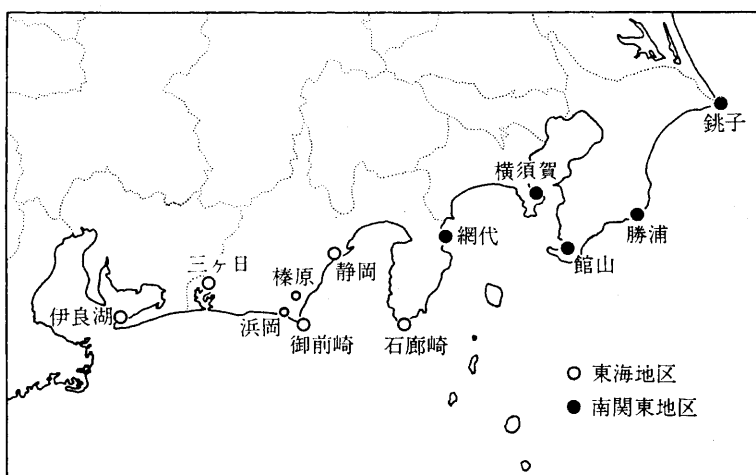 銚子
横須賀
勝浦
網代
館山
静岡
三ヶ日
榛原
伊良湖
浜岡
御前崎
石廊崎
○ 東海地区
● 南関東地区